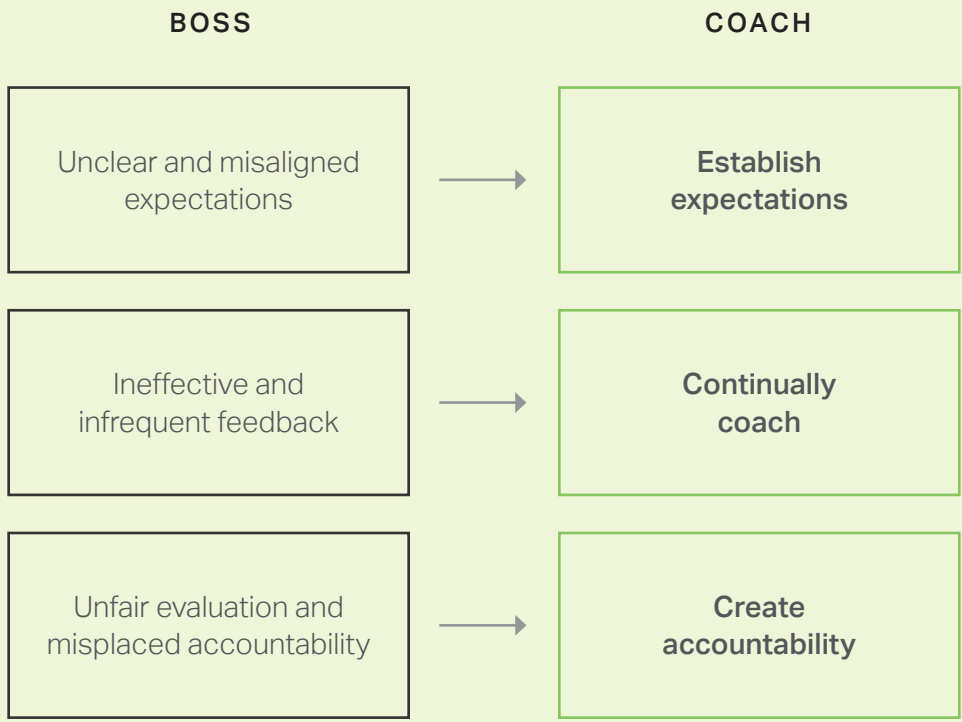 BOSS
COACH
Unclear and misaligned
expectations
Establish
expectations
Ineffective and
infrequent feedback
Continually
coach
Unfair evaluation and
misplaced accountability
Create
accountability